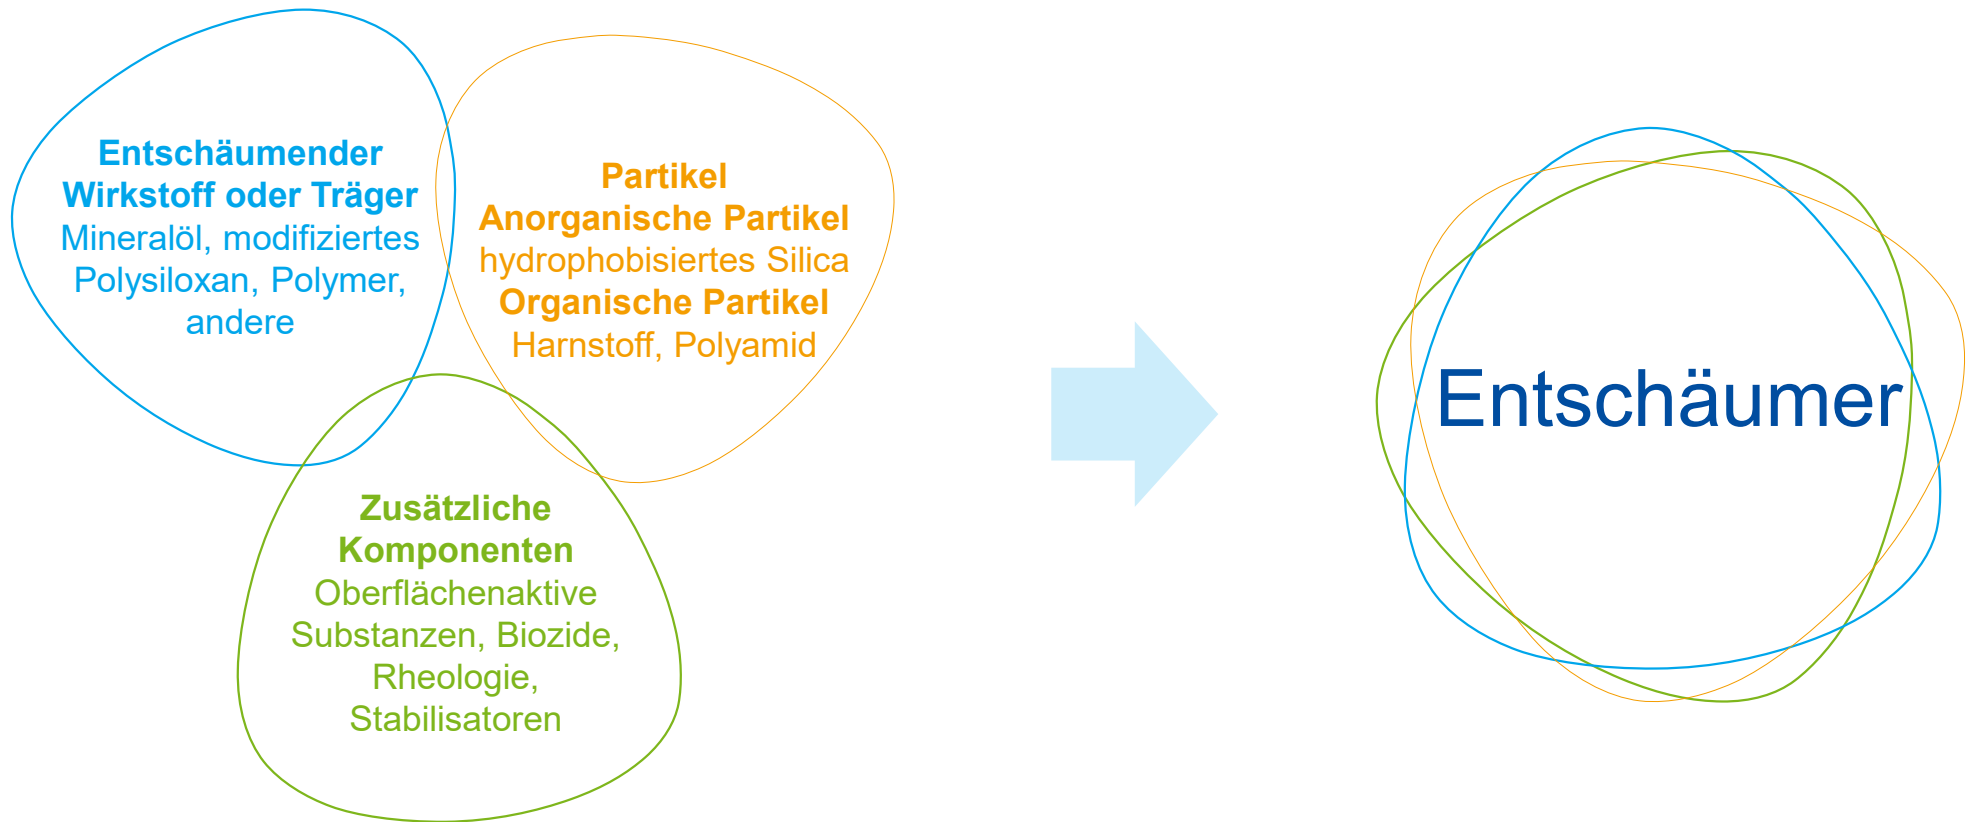 Entschäumender
Wirkstoff oder Träger
Mineralöl, modifiziertes
Polysiloxan, Polymer,
andere
Partikel
Anorganische Partikel
hydrophobisiertes Silica
Organische Partikel
Harnstoff, Polyamid
Zusätzliche
Komponenten
Oberflächenaktive
Substanzen, Biozide,
Rheologie,
Stabilisatoren
Entschäumer